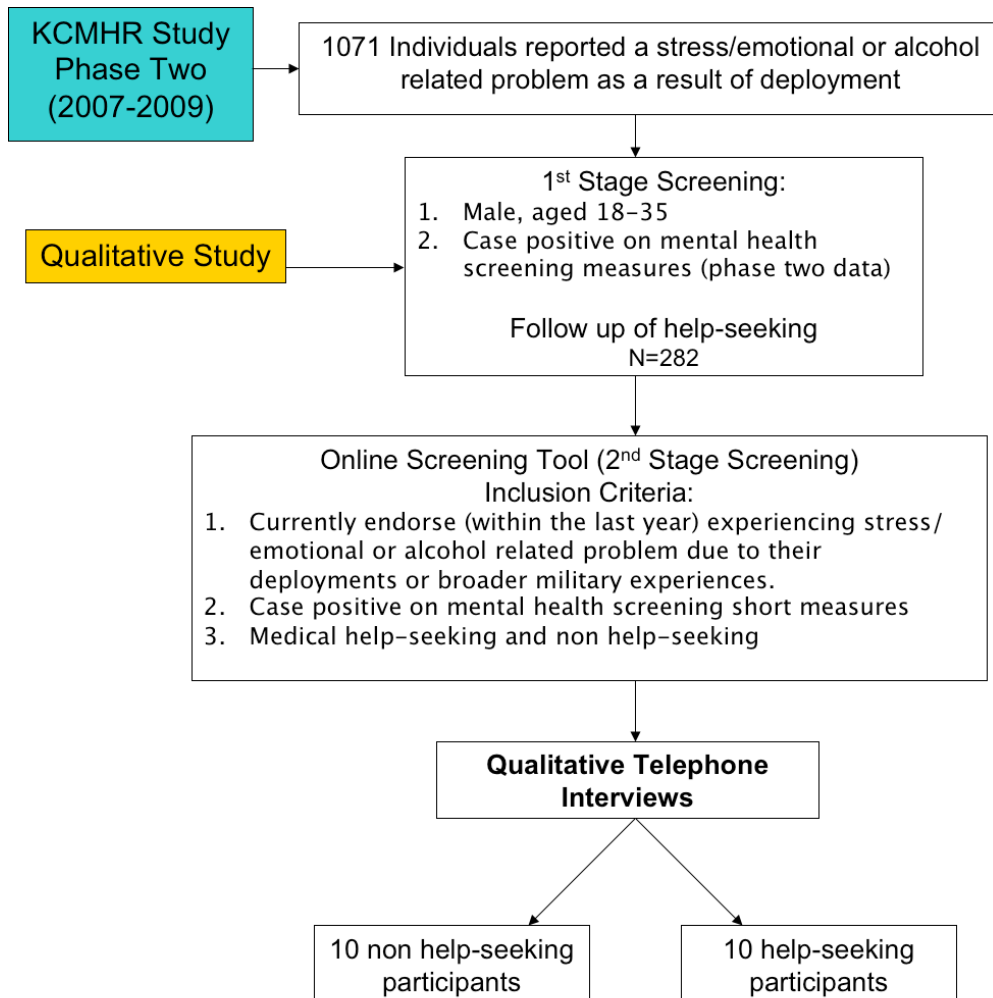 KCMHR Study
Phase Two
(2007-2009)
1071 Individuals reported a stress/emotional or alcohol
related problem as a result of deployment
1st Stage Screening:
1. Male, aged 18-35
2. Case positive on mental health
screening measures (phase two data)
Follow up of help-seeking
N=282
Qualitative Study
Online Screening Tool (2nd Stage Screening)
Inclusion Criteria:
1. Currently endorse (within the last year) experiencing stress/
emotional or alcohol related problem due to their
deployments or broader military experiences.
2. Case positive on mental health screening short measures
3. Medical help-seeking and non help-seeking
Qualitative Telephone
Interviews
10 non help-seeking
participants
10 help-seeking
participants